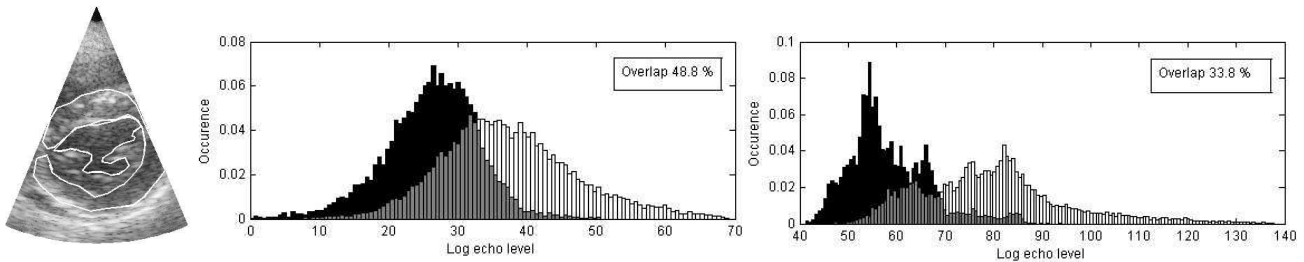 0.08
0.06
0.04
0.02
0
Occurence
Overlap 48.8 %
0 10 20 30 40 50 60 70
Log echo level
0.1
0.08
0.06
0.04
0.02
0
Occurence
Overlap 33.8 %
40 50 60 70 80 90 100 110 120 130 140
Log echo level